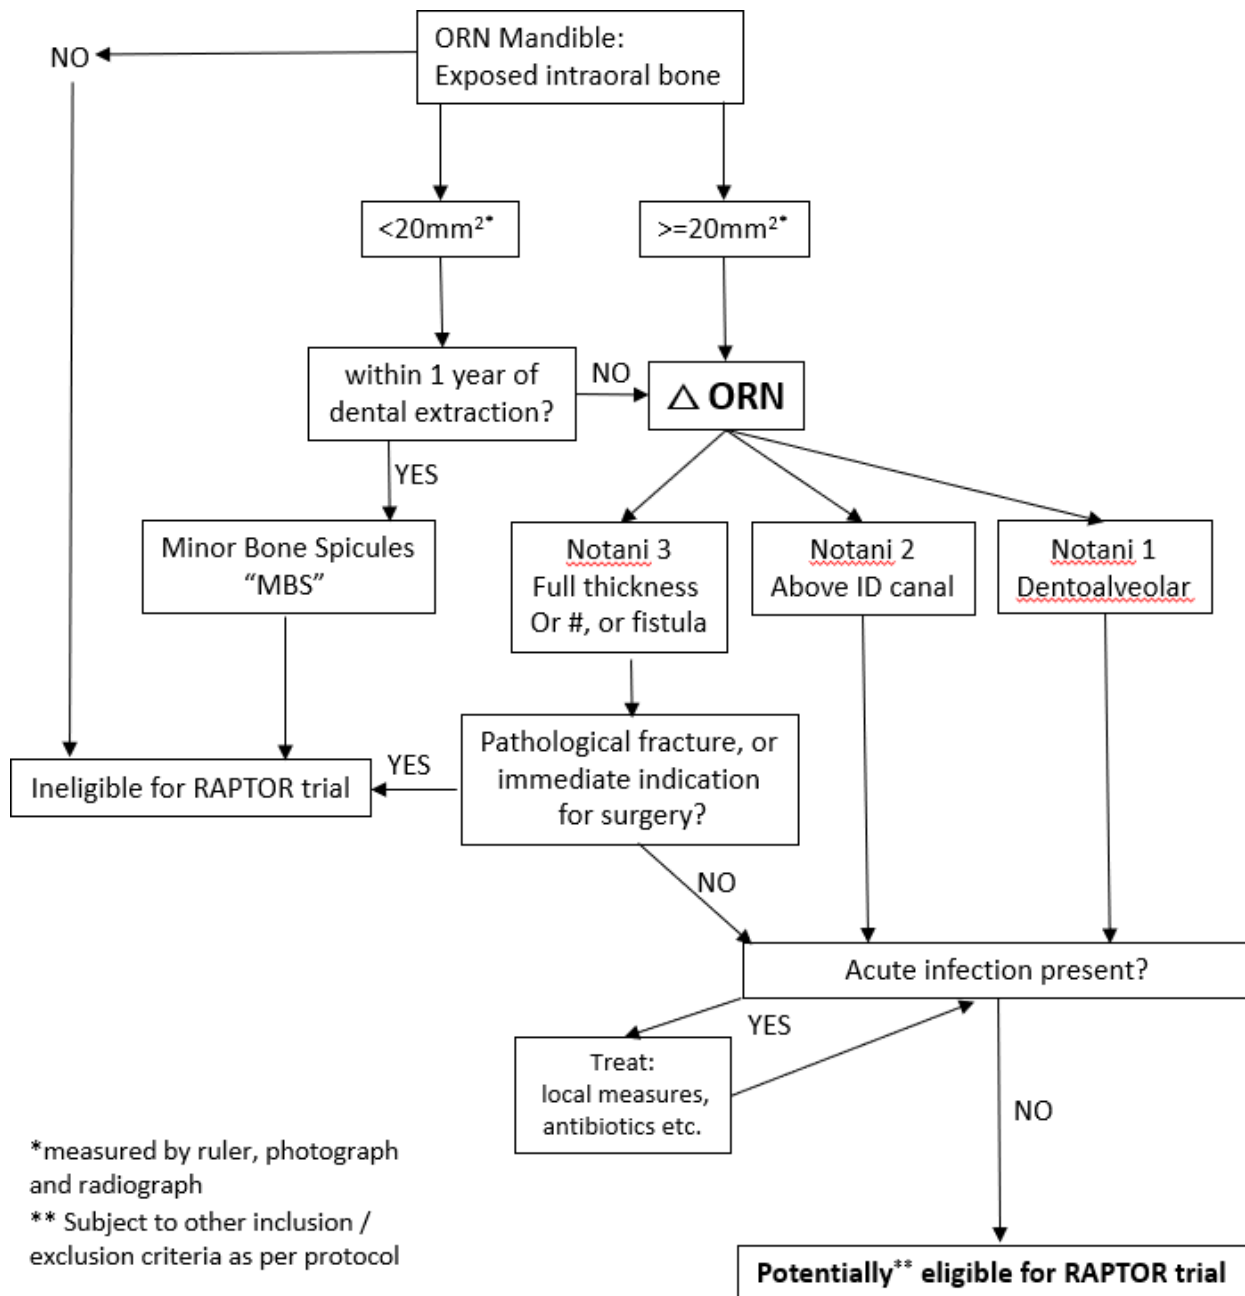 ORN Mandible:
Exposed intraoral bone
NO
<20mm²*
>=20mm²*
within 1 year of
dental extraction?
NO
△ ORN
YES
Minor Bone Spicules
“MBS”
Notani 3
Full thickness
Or #, or fistula
Notani 2
Above ID canal
Notani 1
Dentoalveolar
Pathological fracture, or
immediate indication
for surgery?
YES
Ineligible for RAPTOR trial
NO
Acute infection present?
YES
Treat:
local measures,
antibiotics etc.
NO
*measured by ruler, photograph
and radiograph
** Subject to other inclusion /
exclusion criteria as per protocol
Potentially** eligible for RAPTOR trial